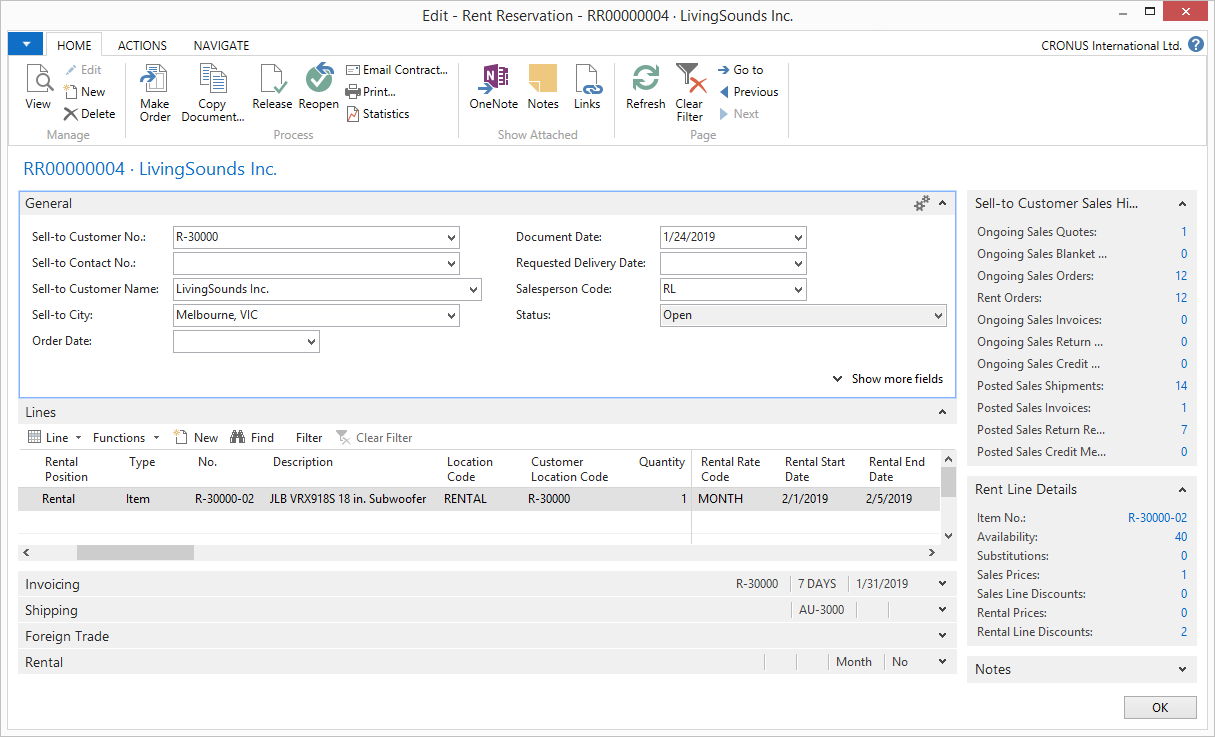 Edit - Rent Reservation - RR00000004 · LivingSounds Inc.
HOME ACTIONS NAVIGATE CRONUS International Ltd. ?
View Edit New Delete
Manage
Make Order Copy Document... Release Reopen Email Contract... Print... Statistics
Process
OneNote Notes Links
Show Attached
Refresh Clear Filter Go to Previous Next
Page
RR00000004 · LivingSounds Inc.
General
Sell-to Customer No.: R-30000
Sell-to Contact No.:
Sell-to Customer Name: LivingSounds Inc.
Sell-to City: Melbourne, VIC
Order Date:
Document Date: 1/24/2019
Requested Delivery Date:
Salesperson Code: RL
Status: Open
Show more fields
Lines
Line Functions New Find Filter Clear Filter
Rental Position Type No. Description Location Code Customer Location Code Quantity Rental Rate Code Rental Start Date Rental End Date
Rental Item R-30000-02 JLB VRX918S 18 in. Subwoofer RENTAL R-30000 1 MONTH 2/1/2019 2/5/2019
Invoicing R-30000 7 DAYS 1/31/2019
Shipping AU-3000
Foreign Trade
Rental Month No
Sell-to Customer Sales Hi...
Ongoing Sales Quotes: 1
Ongoing Sales Blanket ... 0
Ongoing Sales Orders: 12
Rent Orders: 12
Ongoing Sales Invoices: 0
Ongoing Sales Return ... 0
Ongoing Sales Credit ... 0
Posted Sales Shipments: 14
Posted Sales Invoices: 1
Posted Sales Return Re... 7
Posted Sales Credit Me... 0
Rent Line Details
Item No.: R-30000-02
Availability: 40
Substitutions: 0
Sales Prices: 1
Sales Line Discounts: 0
Rental Prices: 0
Rental Line Discounts: 2
Notes
OK